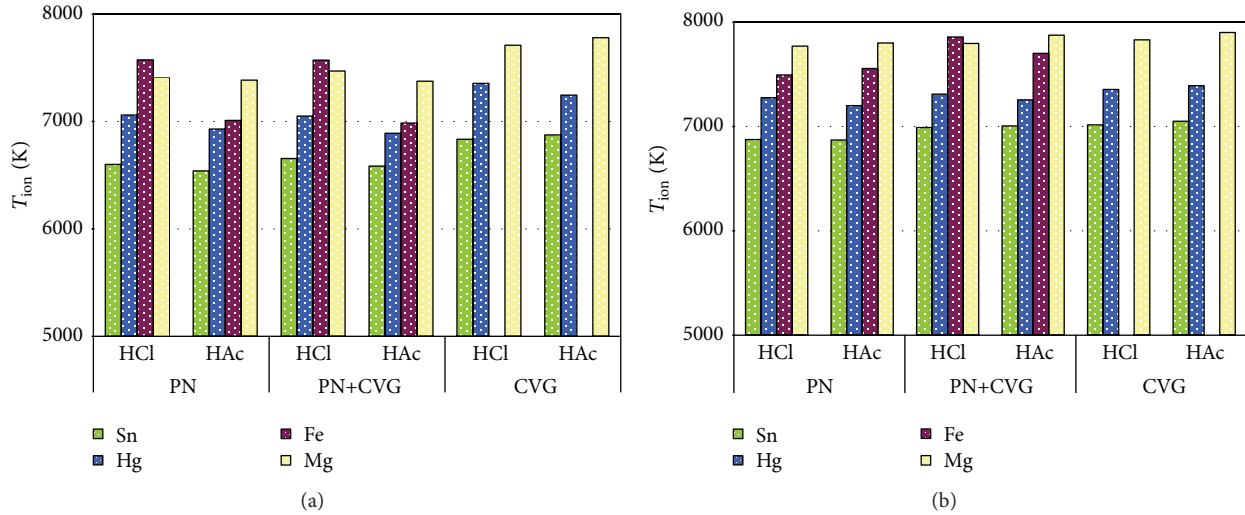 8000
7000
6000
5000
T_ion (K)
HCl HAc HCl HAc HCl HAc
PN PN+CVG CVG
Sn Fe
Hg Mg
(a)
8000
7000
6000
5000
T_ion (K)
HCl HAc HCl HAc HCl HAc
PN PN+CVG CVG
Sn Fe
Hg Mg
(b)